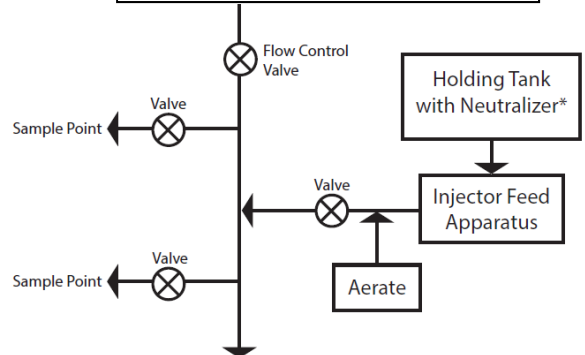 Flow Control
Valve
Holding Tank
with Neutralizer*
Valve
Sample Point
Valve
Injector Feed
Apparatus
Valve
Sample Point
Aerate